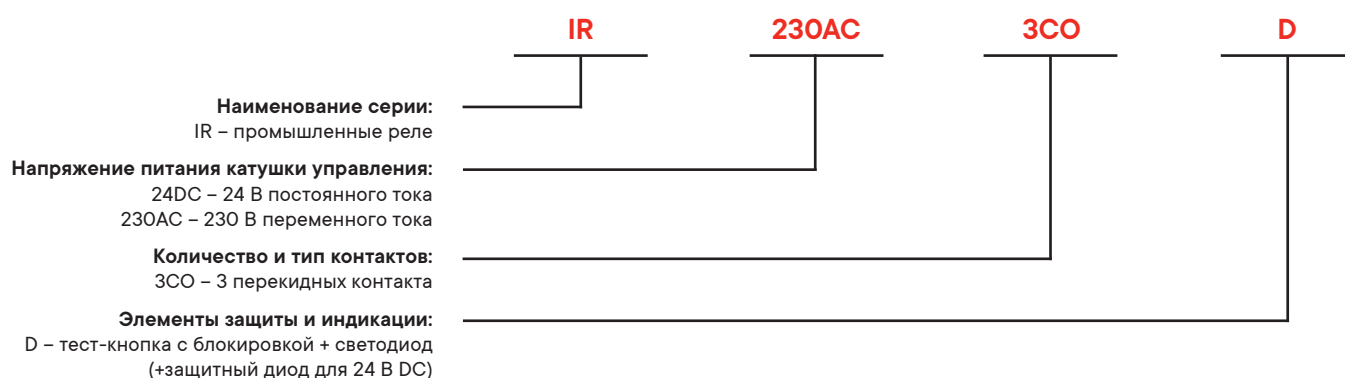 IR 230AC 3CO D
Наименование серии:
IR – промышленные реле
Напряжение питания катушки управления:
24DC – 24 В постоянного тока
230AC – 230 В переменного тока
Количество и тип контактов:
3CO – 3 перекидных контакта
Элементы защиты и индикации:
D – тест-кнопка с блокировкой + светодиод
(+защитный диод для 24 В DC)